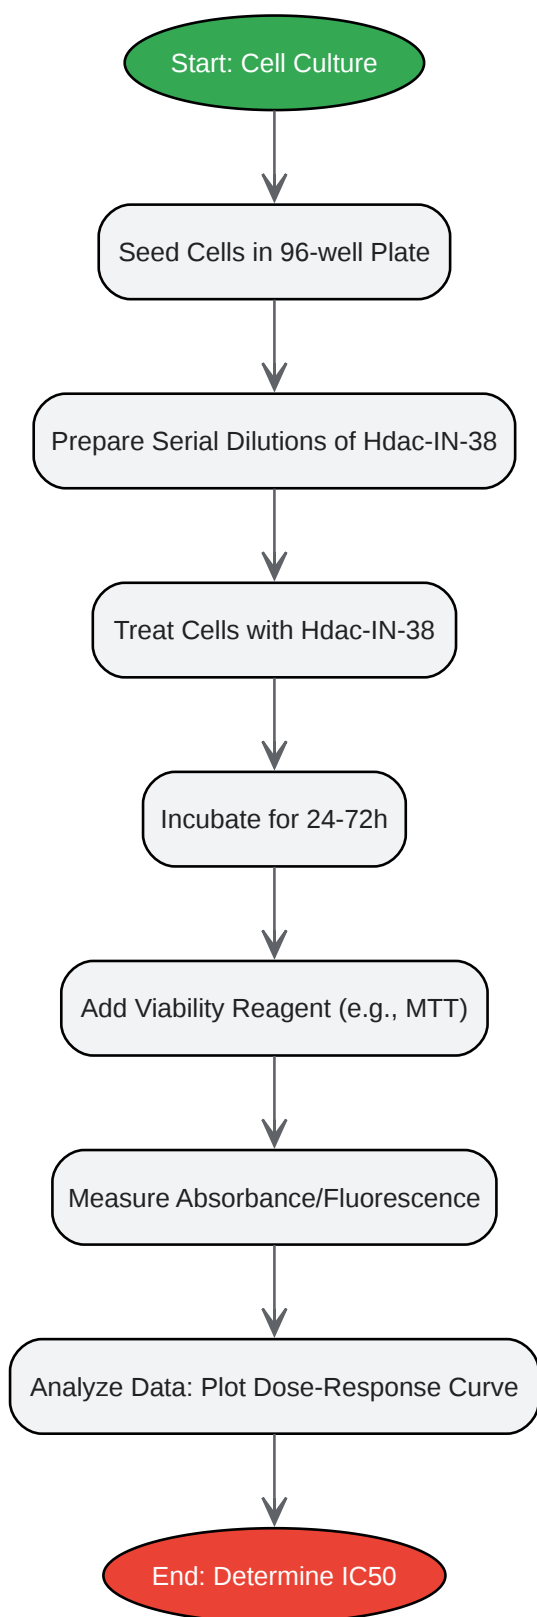 Start: Cell Culture
Seed Cells in 96-well Plate
Prepare Serial Dilutions of Hdac-IN-38
Treat Cells with Hdac-IN-38
Incubate for 24-72h
Add Viability Reagent (e.g., MTT)
Measure Absorbance/Fluorescence
Analyze Data: Plot Dose-Response Curve
End: Determine IC50